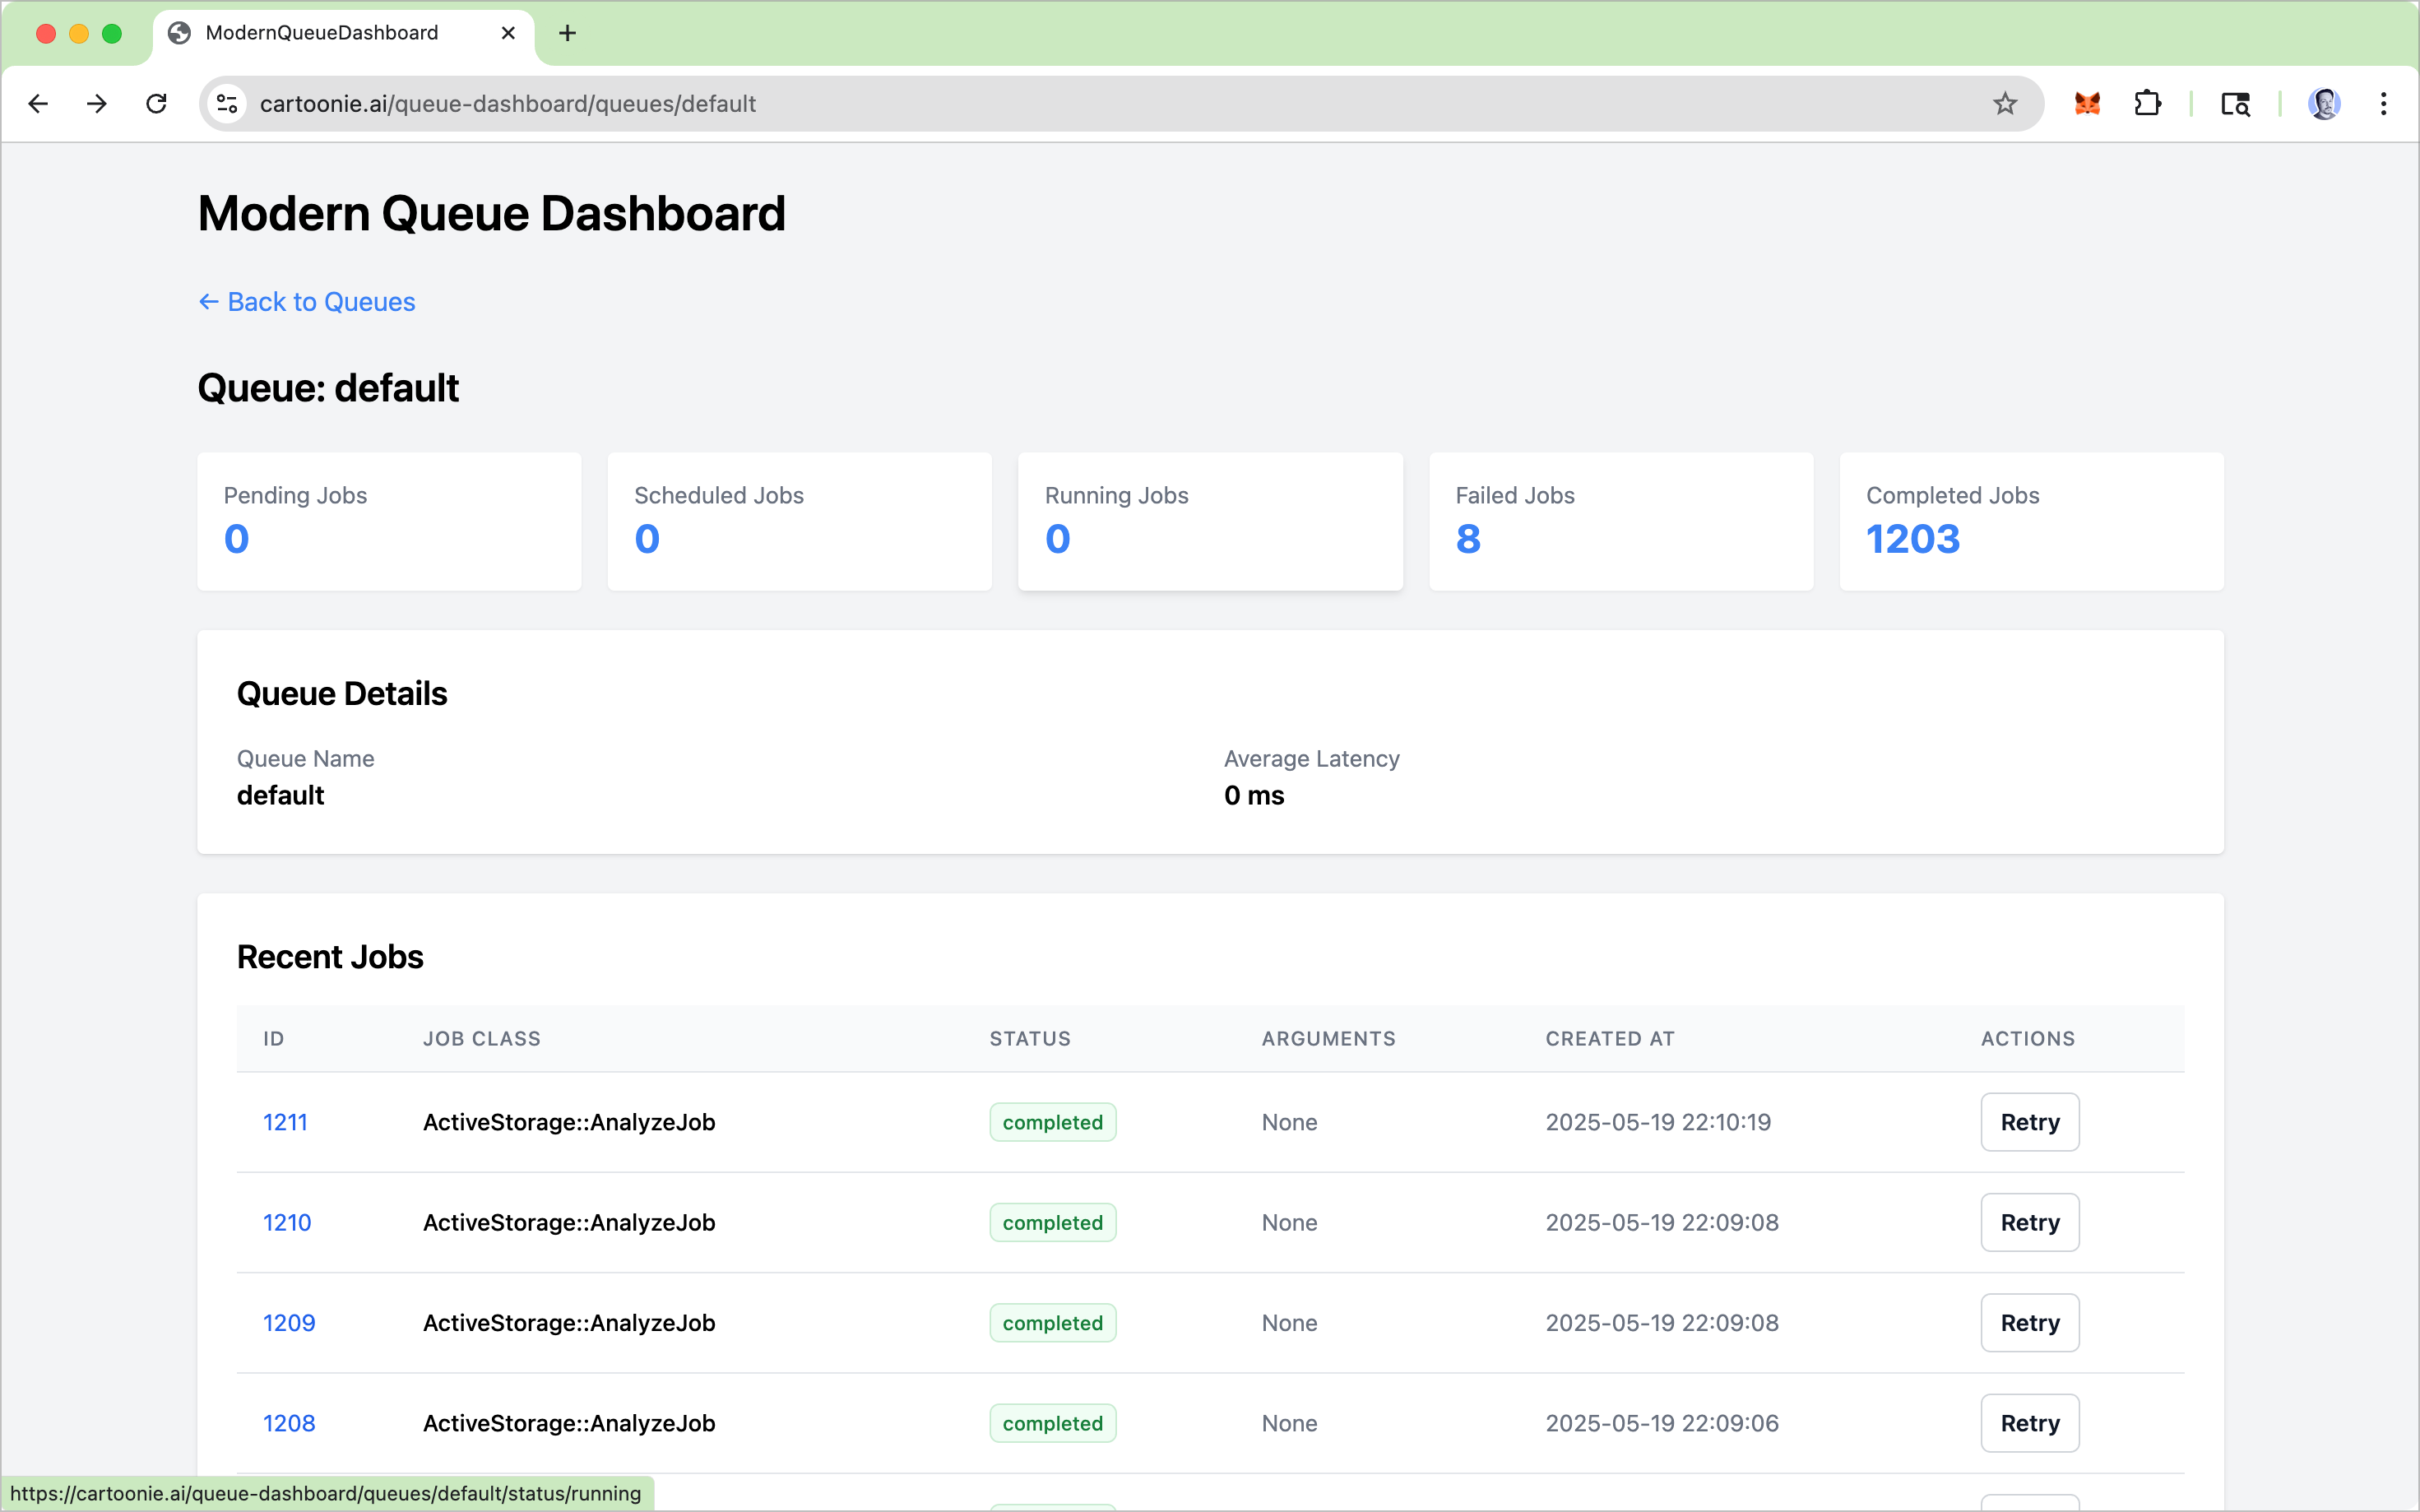 ModernQueueDashboard
cartoonie.ai/queue-dashboard/queues/default
Modern Queue Dashboard
← Back to Queues
Queue: default
Pending Jobs
0
Scheduled Jobs
0
Running Jobs
0
Failed Jobs
8
Completed Jobs
1203
Queue Details
Queue Name
default
Average Latency
0 ms
Recent Jobs
ID JOB CLASS STATUS ARGUMENTS CREATED AT ACTIONS
1211 ActiveStorage::AnalyzeJob completed None 2025-05-19 22:10:19 Retry
1210 ActiveStorage::AnalyzeJob completed None 2025-05-19 22:09:08 Retry
1209 ActiveStorage::AnalyzeJob completed None 2025-05-19 22:09:08 Retry
1208 ActiveStorage::AnalyzeJob completed None 2025-05-19 22:09:06 Retry
https://cartoonie.ai/queue-dashboard/queues/default/status/running